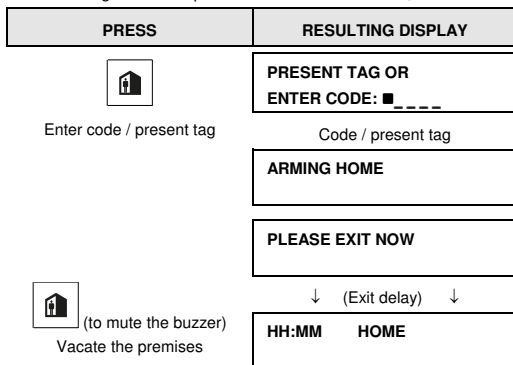 PRESS RESULTING DISPLAY
PRESENT TAG OR
ENTER CODE: ■_ _ _ _
Enter code / present tag Code / present tag
ARMING HOME
PLEASE EXIT NOW
↓ (Exit delay) ↓
(to mute the buzzer)
HH:MM HOME
Vacate the premises